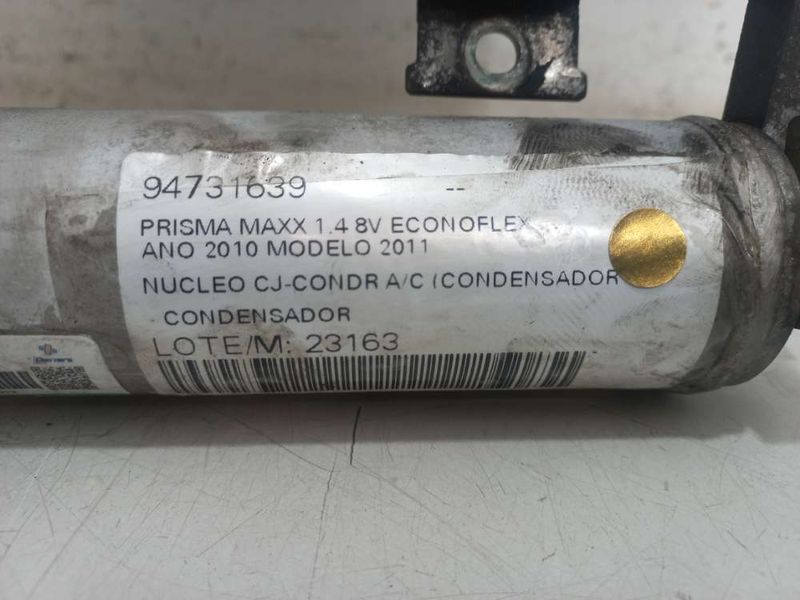 94731639 --
PRISMA MAXX 1.4 8V ECONOFLEX
ANO 2010 MODELO 2011
NUCLEO CJ-CONDR A/C (CONDENSADOR
- CONDENSADOR
LOTE/M: 23163